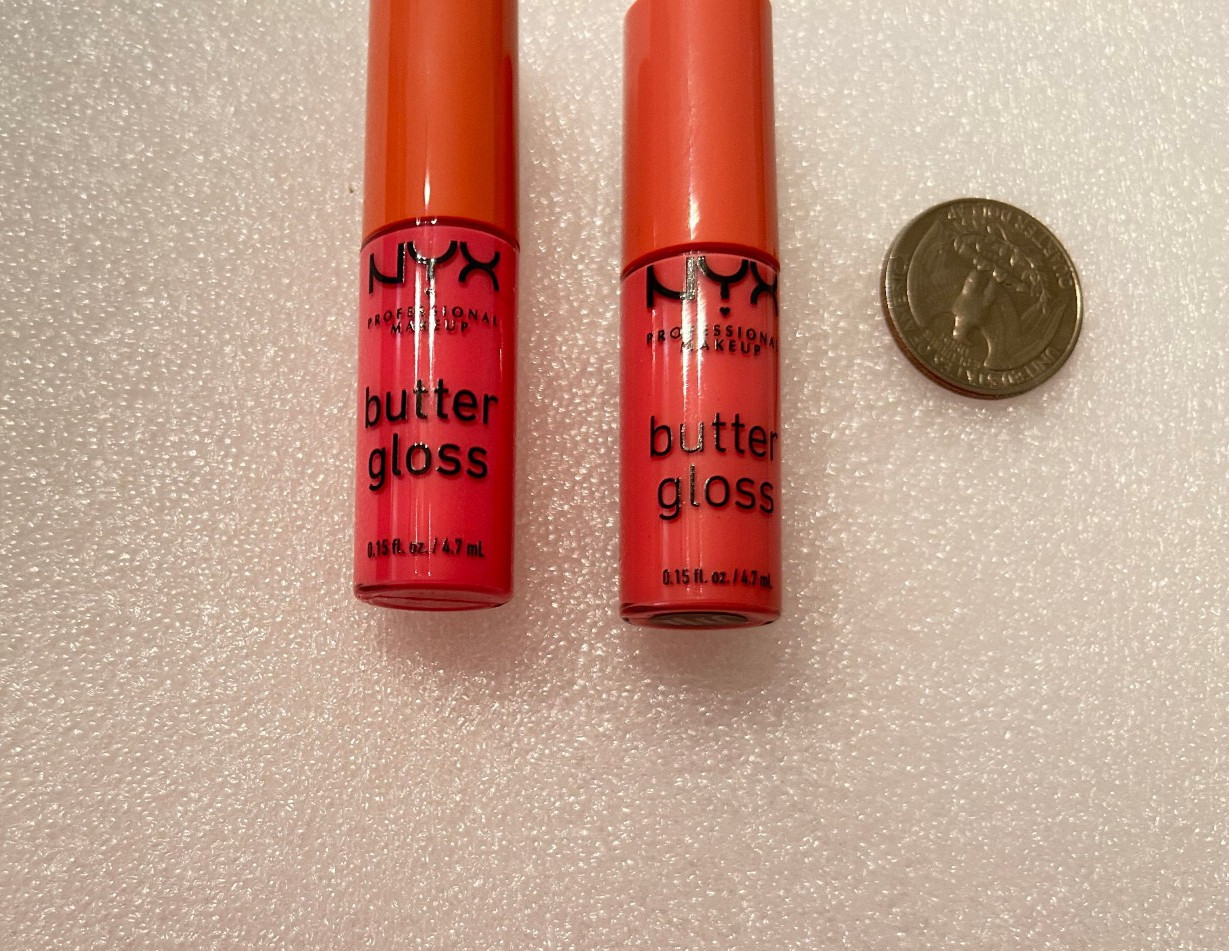 NYX
PROFESSIONAL
MAKEUP
butter
gloss
0.15 fl. oz. / 4.7 mL
NYX
PROFESSIONAL
MAKEUP
butter
gloss
0.15 fl. oz. / 4.7 mL